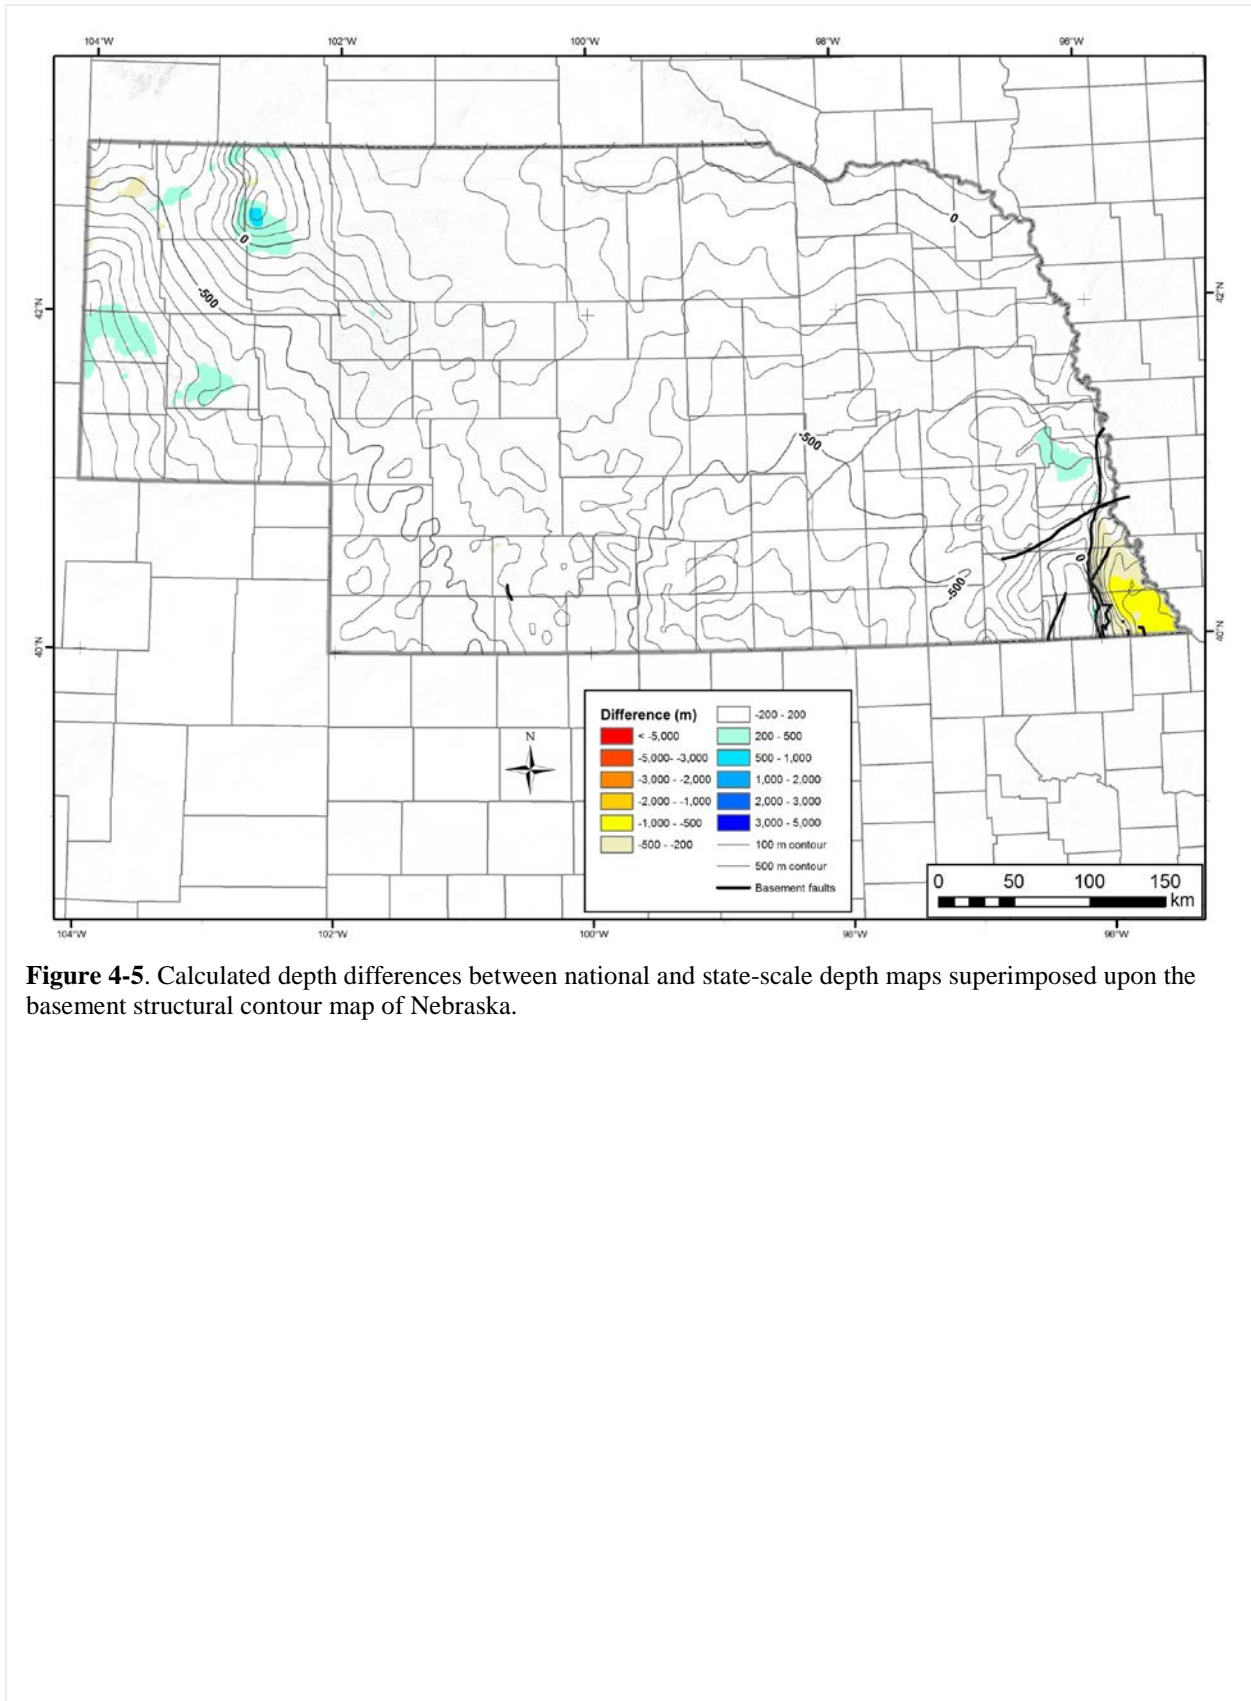 104°W 102°W 100°W 98°W 96°W
0
0
-500
42°N
42°N
-500
0
-500
40°N
40°N
Difference (m)
< -5,000
-5,000- -3,000
-3,000 - -2,000
-2,000 - -1,000
-1,000 - -500
-500 - -200
-200 - 200
200 - 500
500 - 1,000
1,000 - 2,000
2,000 - 3,000
3,000 - 5,000
100 m contour
500 m contour
Basement faults
N
0 50 100 150
km
104°W 102°W 100°W 98°W 96°W
Figure 4-5. Calculated depth differences between national and state-scale depth maps superimposed upon the
basement structural contour map of Nebraska.